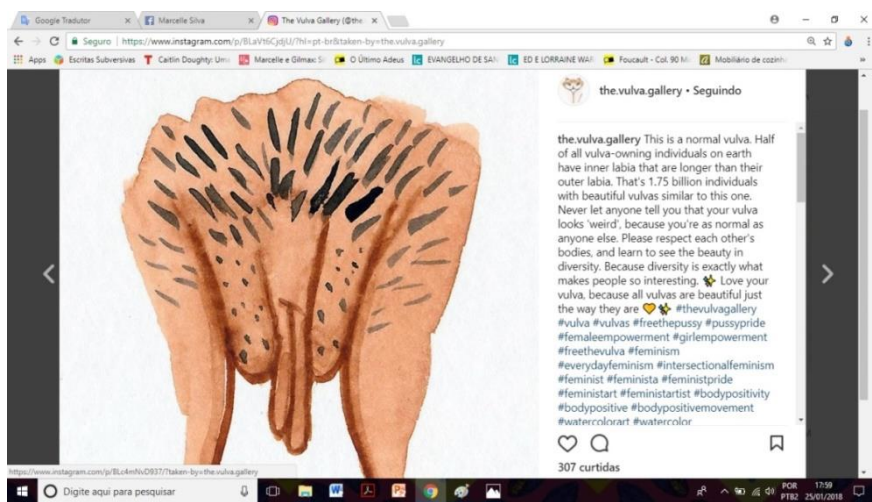 Google Tradutor
Marcelle Silva
The Vulva Gallery (@the
Seguro
https://www.instagram.com/p/BLaVt6CjdjU/?hl=pt-br&taken-by=the.vulva.gallery
Apps
Escritas Subversivas
Caitlin Doughty: Um
Marcelle e Gilmax: S
O Último Adeus
EVANGELHO DE SAN
ED E LORRAINE WAR
Foucault - Col. 90 M
Mobiliário de cozinh
the.vulva.gallery • Seguindo
the.vulva.gallery This is a normal vulva. Half
of all vulva-owning individuals on earth
have inner labia that are longer than their
outer labia. That's 1.75 billion individuals
with beautiful vulvas similar to this one.
Never let anyone tell you that your vulva
looks 'weird', because you're as normal as
anyone else. Please respect each other's
bodies, and learn to see the beauty in
diversity. Because diversity is exactly what
makes people so interesting. ✨ Love your
vulva, because all vulvas are beautiful just
the way they are 💛 ✨ #thevulvagallery
#vulva #vulvas #freethepussy #pussypride
#femaleempowerment #girlempowerment
#freethevulva #feminism
#everydayfeminism #intersectionalfeminism
#feminist #feminista #feministpride
#feministart #feministartist #bodypositivity
#bodypositive #bodypositivemovement
#watercolorart #watercolor
307 curtidas
https://www.instagram.com/p/BLc4mNvD937/?taken-by=the.vulva.gallery
Digite aqui para pesquisar
POR
PTB2
17:59
25/01/2018